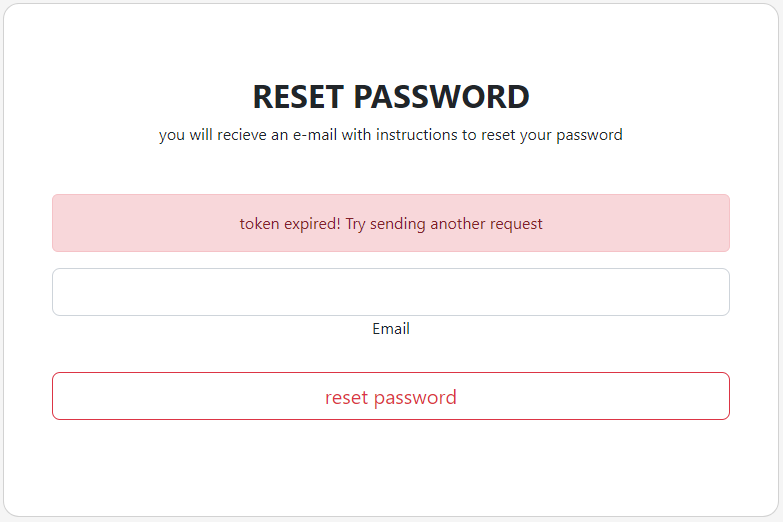 RESET PASSWORD
you will recieve an e-mail with instructions to reset your password
token expired! Try sending another request
Email
reset password